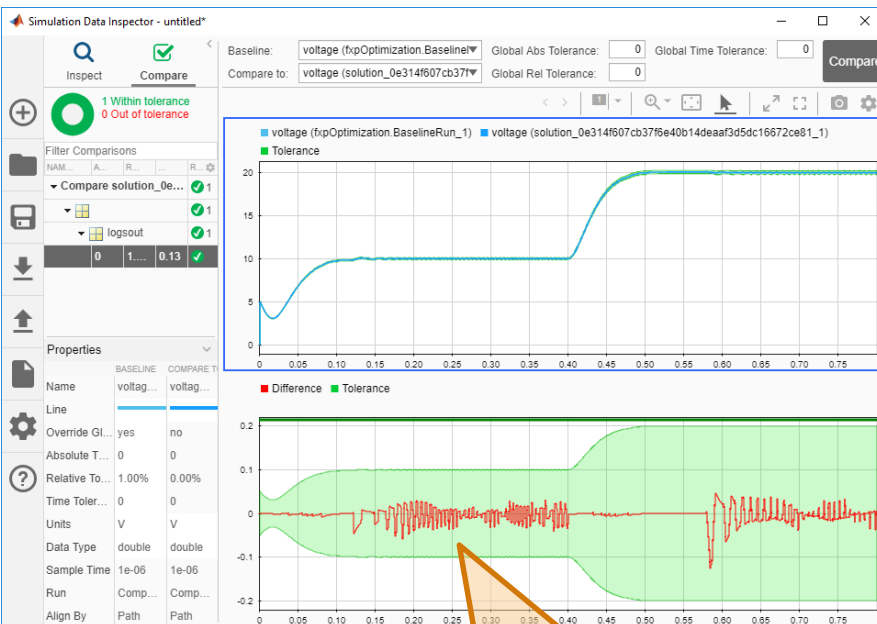 Simulation Data Inspector - untitled*
Inspect
Compare
Baseline:
voltage (fxpOptimization.Baselinel
Global Abs Tolerance:
0
Global Time Tolerance:
0
Compare to:
voltage (solution_0e314f607cb37f
Global Rel Tolerance:
0
Compare
1 Within tolerance
0 Out of tolerance
Filter Comparisons
NAM... A... R... ... R...
Compare solution_0e... 1
1
logsout 1
0 1.... 0.13
voltage (fxpOptimization.BaselineRun_1) voltage (solution_0e314f607cb37f6e40b14deaaf3d5dc16672ce81_1)
Tolerance
20
15
10
5
0
0 0.05 0.10 0.15 0.20 0.25 0.30 0.35 0.40 0.45 0.50 0.55 0.60 0.65 0.70 0.75
Properties
BASELINE COMPARE T
Name voltag... voltag...
Line
Override Gl... yes no
Absolute T... 0 0
Relative To... 1.00% 0.00%
Time Toler... 0 0
Units V V
Data Type double double
Sample Time 1e-06 1e-06
Run Comp... Comp...
Align By Path Path
Difference Tolerance
0.2
0.1
0
-0.1
-0.2
0 0.05 0.10 0.15 0.20 0.25 0.30 0.35 0.40 0.45 0.50 0.55 0.60 0.65 0.70 0.75